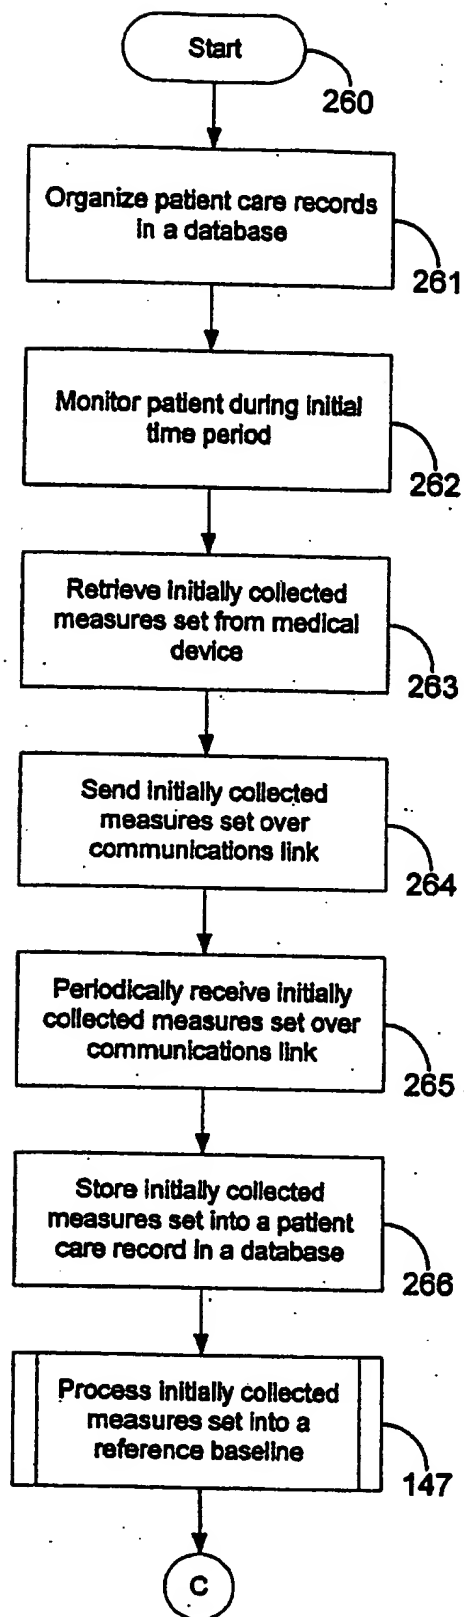 Start
260
Organize patient care records
in a database
261
Monitor patient during initial
time period
262
Retrieve initially collected
measures set from medical
device
263
Send initially collected
measures set over
communications link
264
Periodically receive initially
collected measures set over
communications link
265
Store initially collected
measures set into a patient
care record in a database
266
Process initially collected
measures set into a
reference baseline
147
C